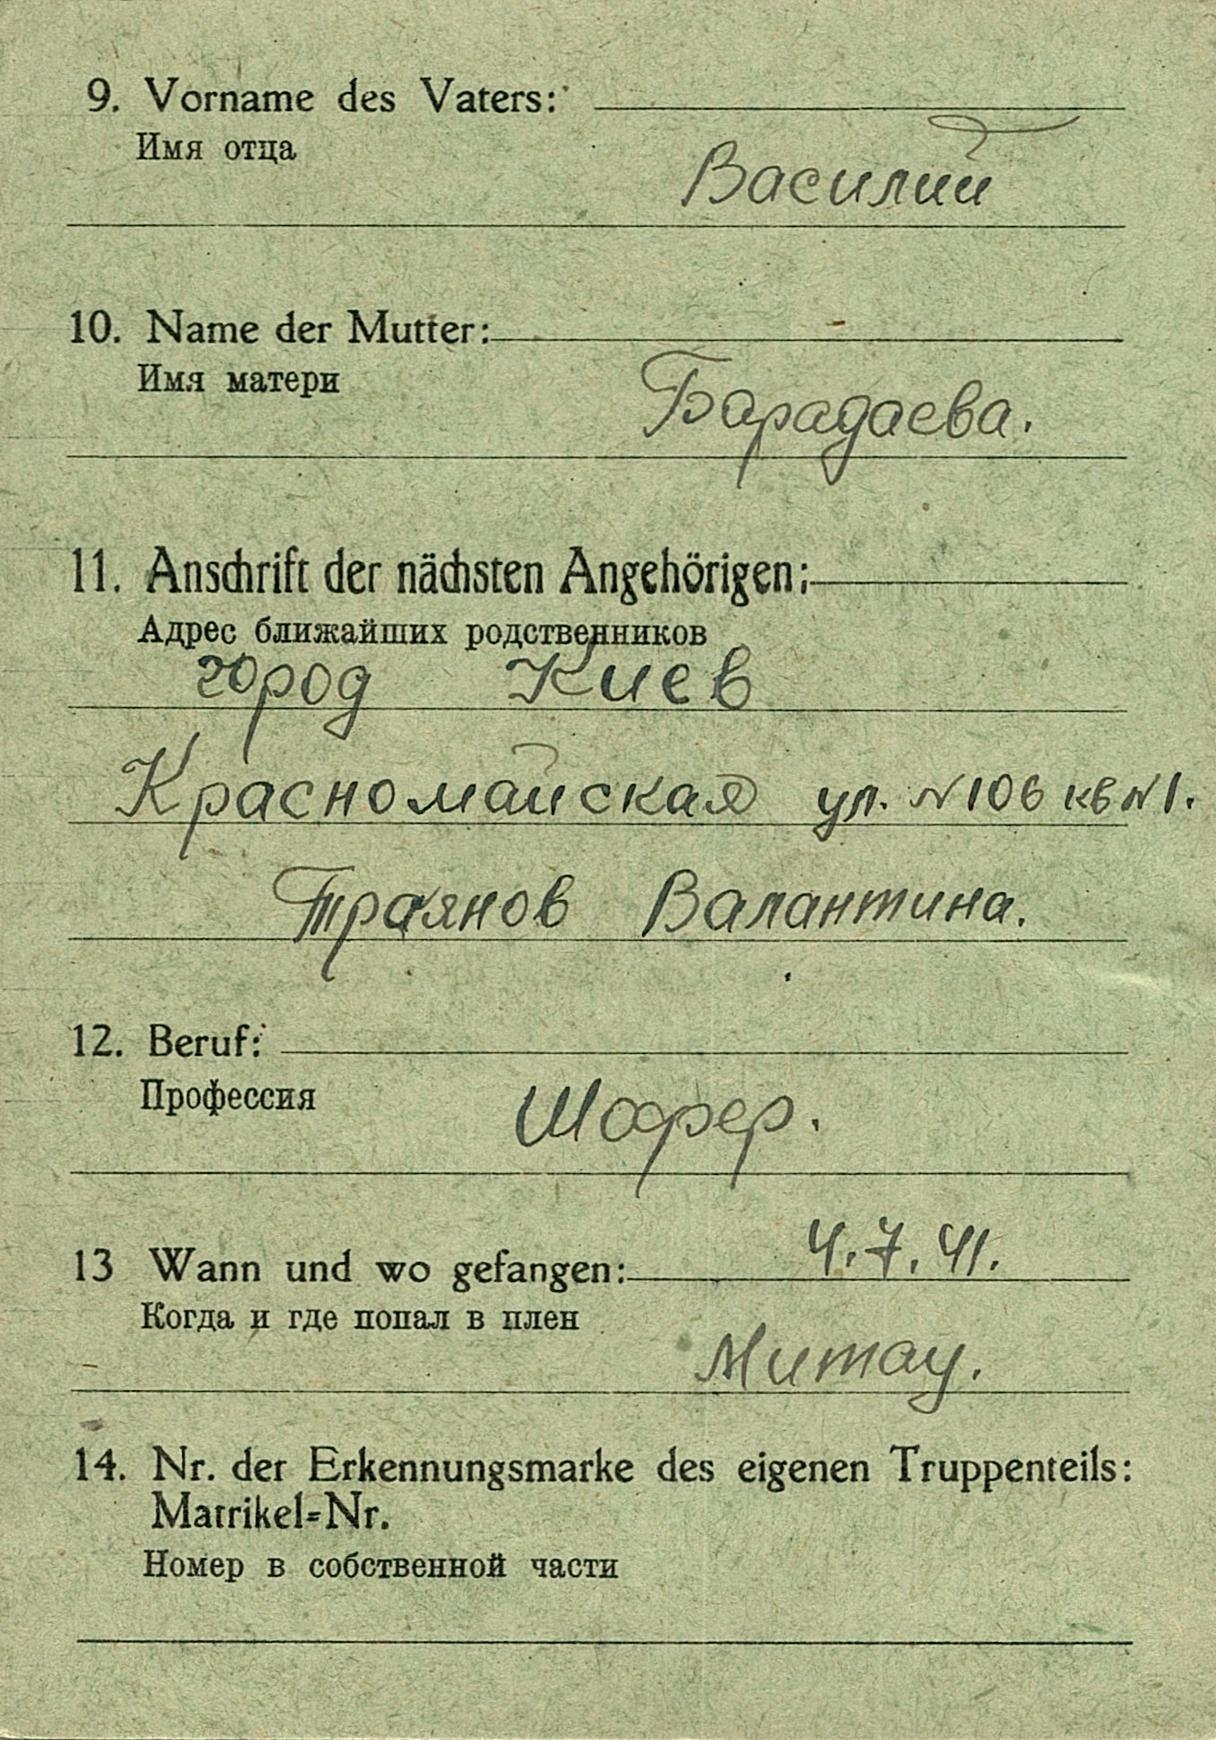 9. Vorname des Vaters:
Имя отца
Василий
10. Name der Mutter:
Имя матери
Барадаева.
11. Anschrift der nächsten Angehörigen:
Адрес ближайших родственников
город Киев
Красномайская ул. №106 кв №1.
Траянов Валантина.
12. Beruf:
Профессия
Шофер.
13 Wann und wo gefangen: 4.7.41.
Когда и где попал в плен
Митау.
14. Nr. der Erkennungsmarke des eigenen Truppenteils:
Matrikel-Nr.
Номер в собственной части